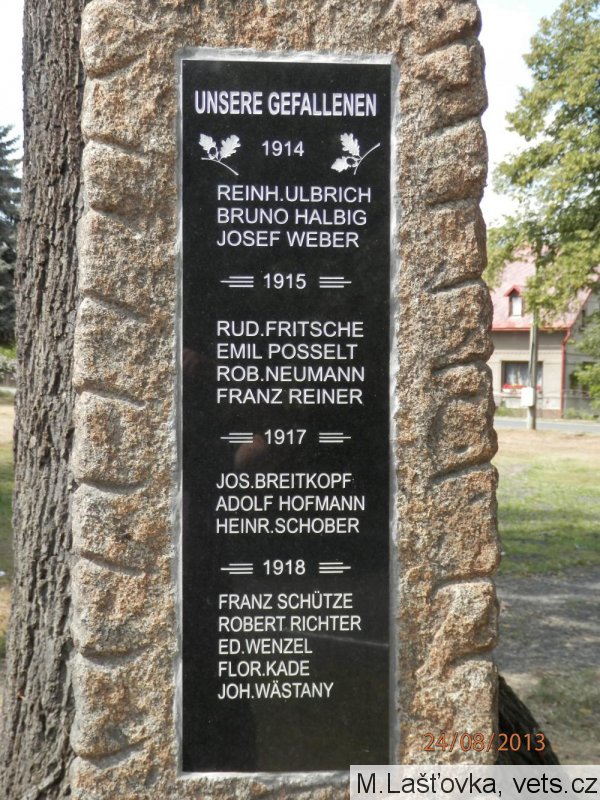 UNSERE GEFALLENEN
1914
REINH.ULBRICH
BRUNO HALBIG
JOSEF WEBER
1915
RUD.FRITSCHE
EMIL POSSELT
ROB.NEUMANN
FRANZ REINER
1917
JOS.BREITKOPF
ADOLF HOFMANN
HEINR.SCHOBER
1918
FRANZ SCHÜTZE
ROBERT RICHTER
ED.WENZEL
FLOR.KADE
JOH.WÄSTANY
24/08/2013
M.Lašťovka, vets.cz